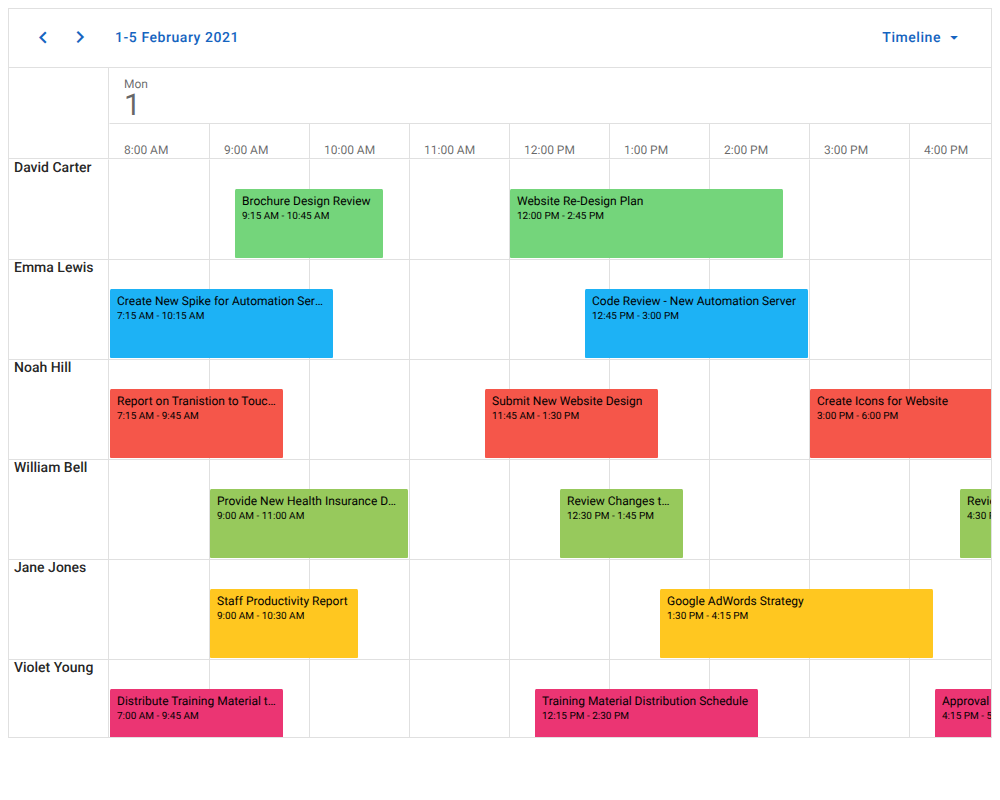 1-5 February 2021
Timeline
Mon
1
8:00 AM
9:00 AM
10:00 AM
11:00 AM
12:00 PM
1:00 PM
2:00 PM
3:00 PM
4:00 PM
David Carter
Brochure Design Review
9:15 AM - 10:45 AM
Website Re-Design Plan
12:00 PM - 2:45 PM
Emma Lewis
Create New Spike for Automation Ser...
7:15 AM - 10:15 AM
Code Review - New Automation Server
12:45 PM - 3:00 PM
Noah Hill
Report on Tranistion to Touc...
7:15 AM - 9:45 AM
Submit New Website Design
11:45 AM - 1:30 PM
Create Icons for Website
3:00 PM - 6:00 PM
William Bell
Provide New Health Insurance D...
9:00 AM - 11:00 AM
Review Changes t...
12:30 PM - 1:45 PM
Revi
4:30
Jane Jones
Staff Productivity Report
9:00 AM - 10:30 AM
Google AdWords Strategy
1:30 PM - 4:15 PM
Violet Young
Distribute Training Material t...
7:00 AM - 9:45 AM
Training Material Distribution Schedule
12:15 PM - 2:30 PM
Approval
4:15 PM -